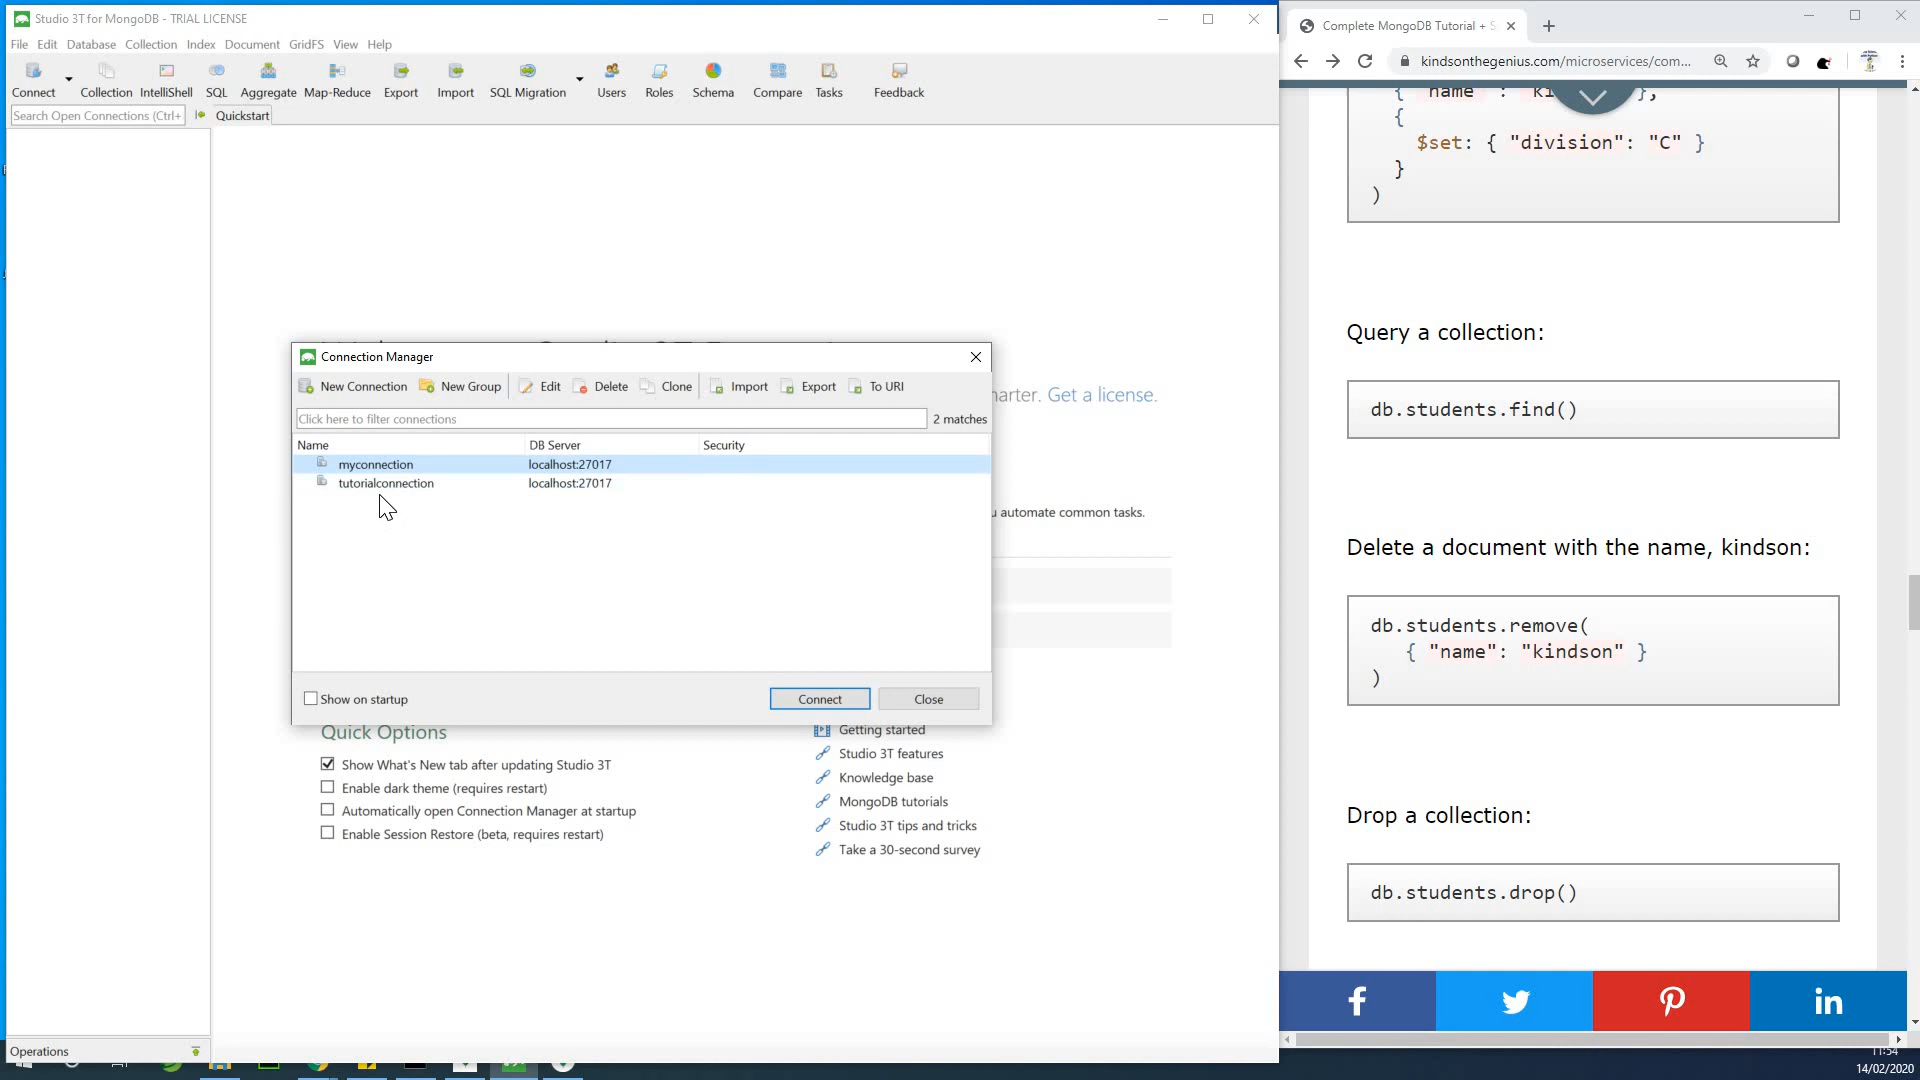 Studio 3T for MongoDB - TRIAL LICENSE
File Edit Database Collection Index Document GridFS View Help
Connect Collection IntelliShell SQL Aggregate Map-Reduce Export Import SQL Migration Users Roles Schema Compare Tasks Feedback
Search Open Connections (Ctrl+
Quickstart
Connection Manager
New Connection New Group Edit Delete Clone Import Export To URI
Click here to filter connections
2 matches
Name DB Server Security
myconnection localhost:27017
tutorialconnection localhost:27017
Show on startup
Connect Close
Get a license.
automate common tasks.
Quick Options
Show What's New tab after updating Studio 3T
Enable dark theme (requires restart)
Automatically open Connection Manager at startup
Enable Session Restore (beta, requires restart)
Getting started
Studio 3T features
Knowledge base
MongoDB tutorials
Studio 3T tips and tricks
Take a 30-second survey
Operations
Complete MongoDB Tutorial +
kindsonthegenius.com/microservices/com...
{ "name" : "ki },
{
$set: { "division": "C" }
}
)
Query a collection:
db.students.find()
Delete a document with the name, kindson:
db.students.remove(
{ "name": "kindson" }
)
Drop a collection:
db.students.drop()
f
in
11:54
14/02/2020